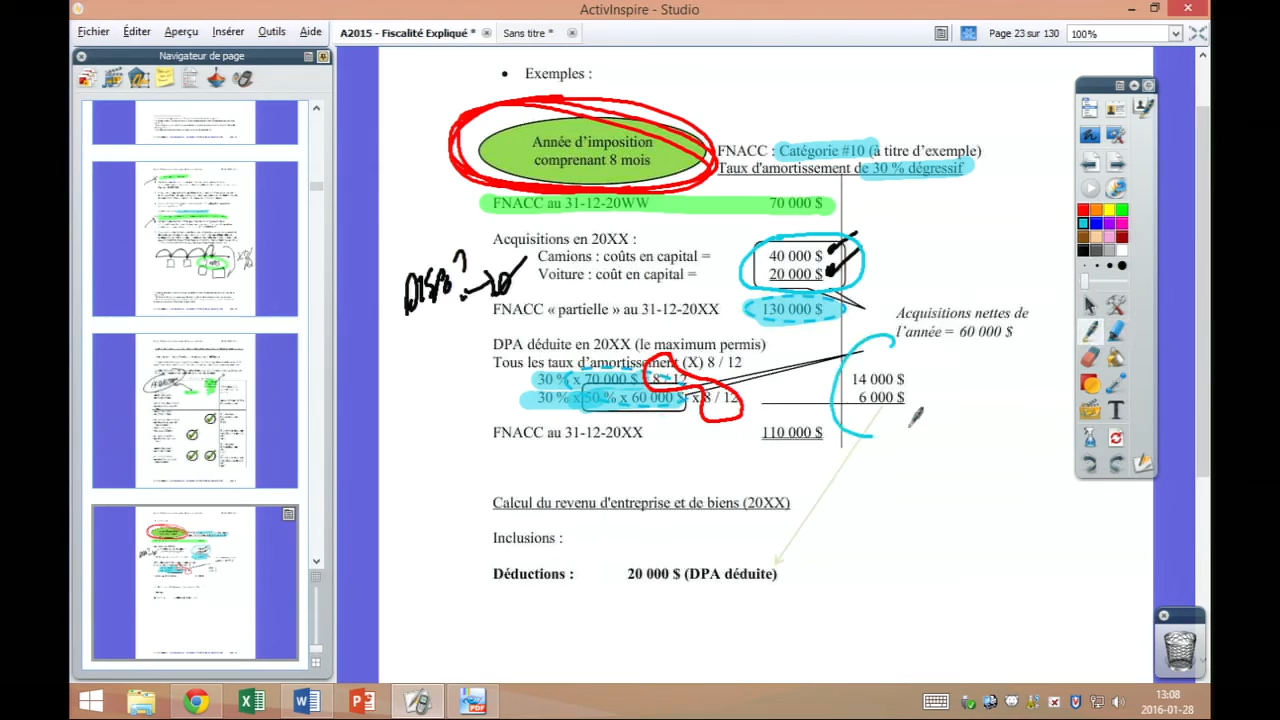 ActivInspire - Studio
Fichier Éditer Aperçu Insérer Outils Aide
A2015 - Fiscalité Expliqué * Sans titre * Page 23 sur 130 100%
Navigateur de page
• Exemples :
Année d'imposition
comprenant 8 mois
FNACC : Catégorie #10 (à titre d'exemple)
Taux d'amortissement de 30 % dégressif
FNACC au 31-12-20WW 70 000 $
Acquisitions en 20XX :
Camions : coûts en capital = 40 000 $
Voiture : coût en capital = 20 000 $
DISP?
FNACC « partielle » au 31-12-20XX 130 000 $
Acquisitions nettes de
l'année = 60 000 $
DPA déduite en 20XX (le maximum permis)
Tous les taux d'amortissement (X) 8 / 12
30 % x 70 000 $ 8 12 14 000 $
30 % x 50 % x 60 000 $ x 8 / 12 6 000 $
FNACC au 31-12-20XX 110 000 $
Calcul du revenu d'entreprise et de biens (20XX)
Inclusions :
Déductions : 20 000 $ (DPA déduite)
13:08
2016-01-28